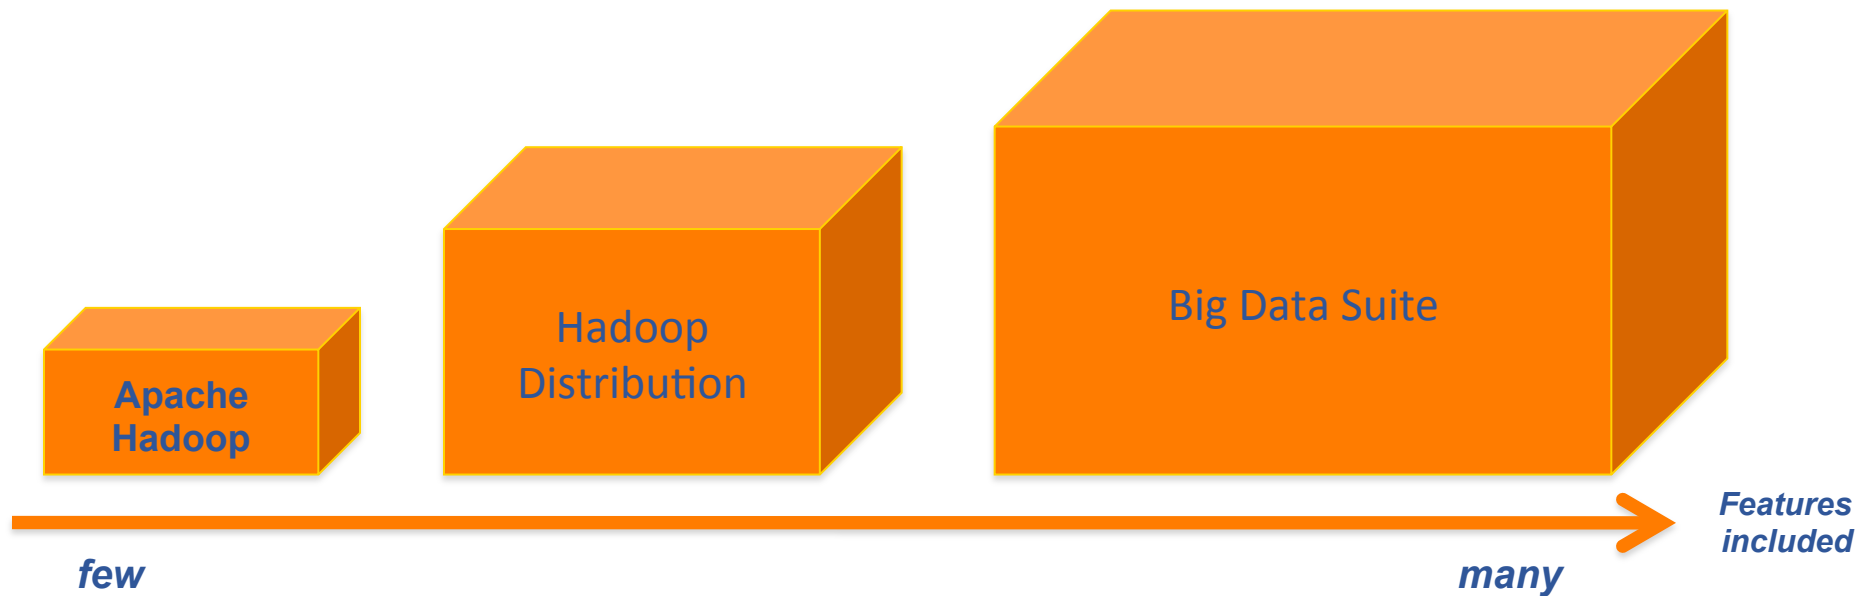 Apache
Hadoop
Hadoop
Distribution
Big Data Suite
Features
included
few
many